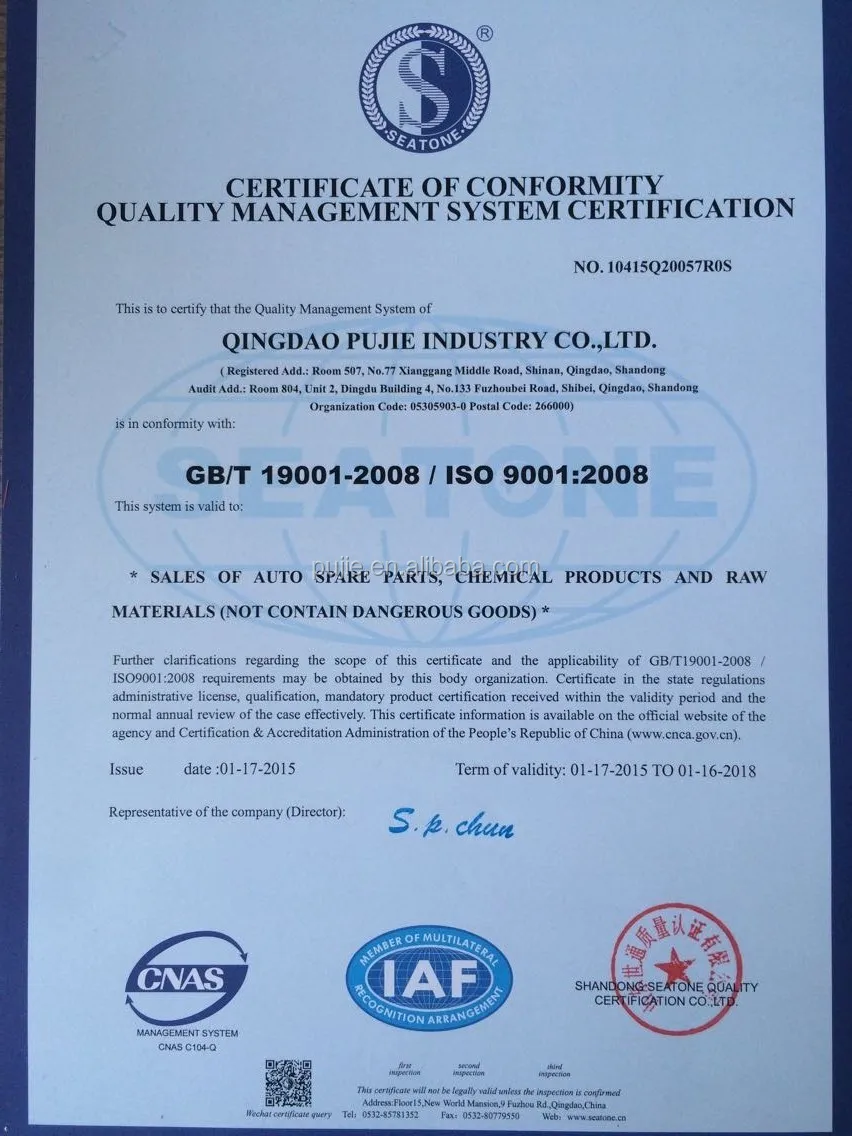 SEATONE
®
CERTIFICATE OF CONFORMITY
QUALITY MANAGEMENT SYSTEM CERTIFICATION
NO. 10415Q20057R0S
This is to certify that the Quality Management System of
QINGDAO PUJIE INDUSTRY CO.,LTD.
( Registered Add.: Room 507, No.77 Xianggang Middle Road, Shinan, Qingdao, Shandong
Audit Add.: Room 804, Unit 2, Dingdu Building 4, No.133 Fuzhoubei Road, Shibei, Qingdao, Shandong
Organization Code: 05305903-0 Postal Code: 266000)
is in conformity with:
SEATONE
GB/T 19001-2008 / ISO 9001:2008
This system is valid to:
pujie.en.alibaba.com
* SALES OF AUTO SPARE PARTS, CHEMICAL PRODUCTS AND RAW
MATERIALS (NOT CONTAIN DANGEROUS GOODS) *
Further clarifications regarding the scope of this certificate and the applicability of GB/T19001-2008 /
ISO9001:2008 requirements may be obtained by this body organization. Certificate in the state regulations
administrative license, qualification, mandatory product certification received within the validity period and the
normal annual review of the case effectively. This certificate information is available on the official website of the
agency and Certification & Accreditation Administration of the People's Republic of China (www.cnca.gov.cn).
Issue date :01-17-2015 Term of validity: 01-17-2015 TO 01-16-2018
Representative of the company (Director): S. p. chun
CNAS
MANAGEMENT SYSTEM
CNAS C104-Q
MEMBER OF MULTILATERAL
IAF
RECOGNITION ARRANGEMENT
世通质量认证有限
SHANDONG SEATONE QUALITY
CERTIFICATION CO.,LTD.
first inspection second inspection third inspection
This certificate will not be legally valid unless the inspection is confirmed
Address:Floor15,New World Mansion,9 Fuzhou Rd.,Qingdao,China
Wechat certificate query Tel: 0532-85781352 Fax: 0532-80779550 Web: www.seatone.cn